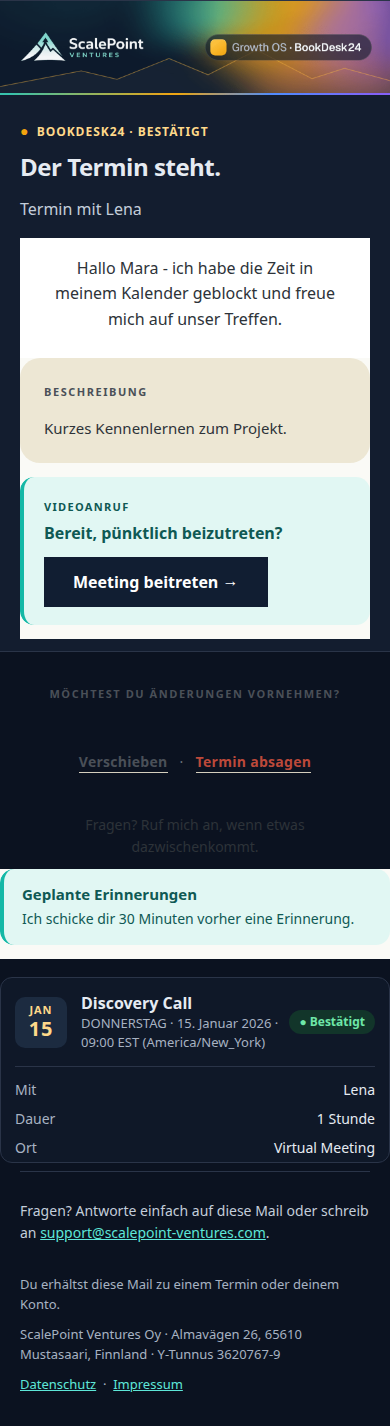 ScalePoint
VENTURES
Growth OS · BookDesk24
● BOOKDESK24 · BESTÄTIGT
Der Termin steht.
Termin mit Lena
Hallo Mara - ich habe die Zeit in
meinem Kalender geblockt und freue
mich auf unser Treffen.
BESCHREIBUNG
Kurzes Kennenlernen zum Projekt.
VIDEOANRUF
Bereit, pünktlich beizutreten?
Meeting beitreten →
MÖCHTEST DU ÄNDERUNGEN VORNEHMEN?
Verschieben · Termin absagen
Fragen? Ruf mich an, wenn etwas
dazwischenkommt.
Geplante Erinnerungen
Ich schicke dir 30 Minuten vorher eine Erinnerung.
JAN
15
Discovery Call
DONNERSTAG · 15. Januar 2026 ·
09:00 EST (America/New_York)
● Bestätigt
Mit Lena
Dauer 1 Stunde
Ort Virtual Meeting
Fragen? Antworte einfach auf diese Mail oder schreib
an support@scalepoint-ventures.com.
Du erhältst diese Mail zu einem Termin oder deinem
Konto.
ScalePoint Ventures Oy · Almavägen 26, 65610
Mustasaari, Finnland · Y-Tunnus 3620767-9
Datenschutz · Impressum